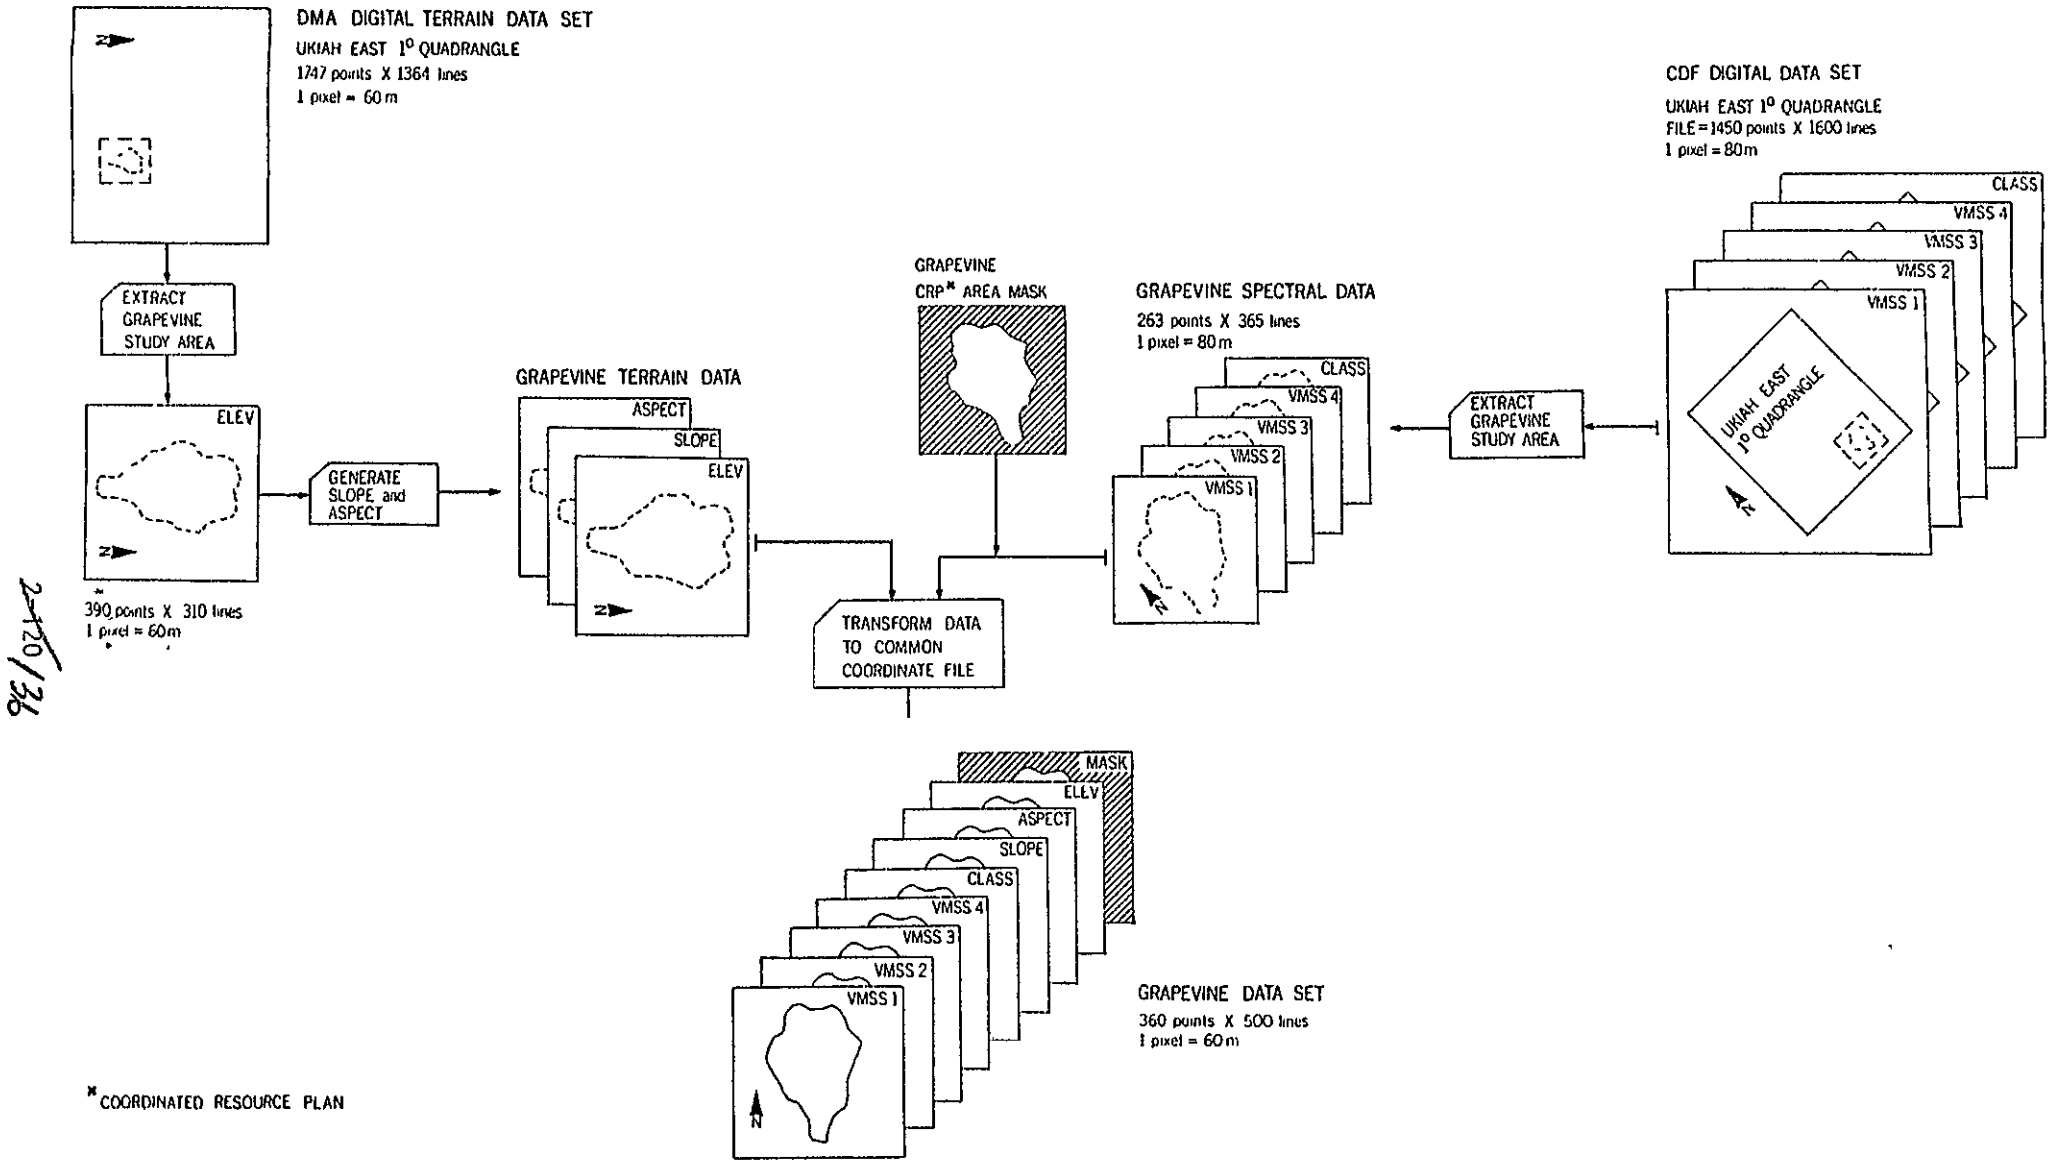 DMA DIGITAL TERRAIN DATA SET
UKIAH EAST 1º QUADRANGLE
1747 points X 1364 lines
1 pixel = 60 m
N
EXTRACT
GRAPEVINE
STUDY AREA
ELEV
N
390 points X 310 lines
1 pixel = 60 m
GENERATE
SLOPE and
ASPECT
GRAPEVINE TERRAIN DATA
ASPECT
SLOPE
ELEV
N
GRAPEVINE
CRP* AREA MASK
GRAPEVINE SPECTRAL DATA
263 points X 365 lines
1 pixel = 80 m
CLASS
VMSS 4
VMSS 3
VMSS 2
VMSS 1
N
EXTRACT
GRAPEVINE
STUDY AREA
CDF DIGITAL DATA SET
UKIAH EAST 1º QUADRANGLE
FILE = 1450 points X 1600 lines
1 pixel = 80 m
CLASS
VMSS 4
VMSS 3
VMSS 2
VMSS 1
UKIAH EAST
1º QUADRANGLE
N
TRANSFORM DATA
TO COMMON
COORDINATE FILE
MASK
ELEV
ASPECT
SLOPE
CLASS
VMSS 4
VMSS 3
VMSS 2
VMSS 1
N
GRAPEVINE DATA SET
360 points X 500 lines
1 pixel = 60 m
* COORDINATED RESOURCE PLAN